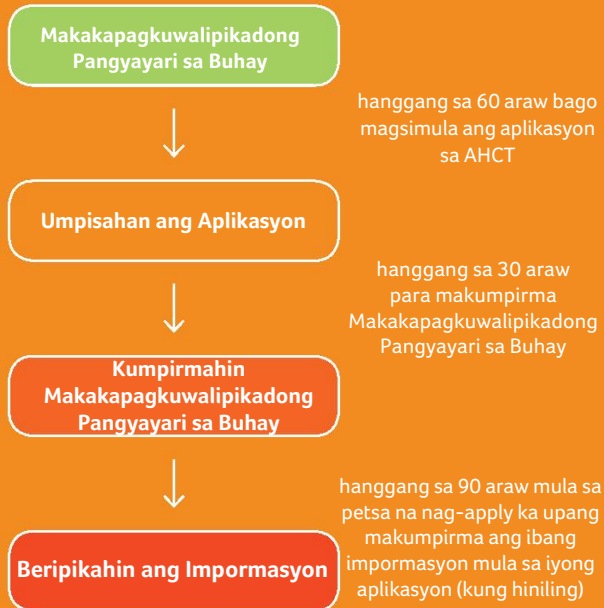 Makakapagkuwalipikadong
Pangyayari sa Buhay
hanggang sa 60 araw bago
magsimula ang aplikasyon
sa AHCT
Umpisahan ang Aplikasyon
hanggang sa 30 araw
para makumpirma
Makakapagkuwalipikadong
Pangyayari sa Buhay
Kumpirmahin
Makakapagkuwalipikadong
Pangyayari sa Buhay
hanggang sa 90 araw mula sa
petsa na nag-apply ka upang
makumpirma ang ibang
impormasyon mula sa iyong
aplikasyon (kung hiniling)
Beripikahin ang Impormasyon